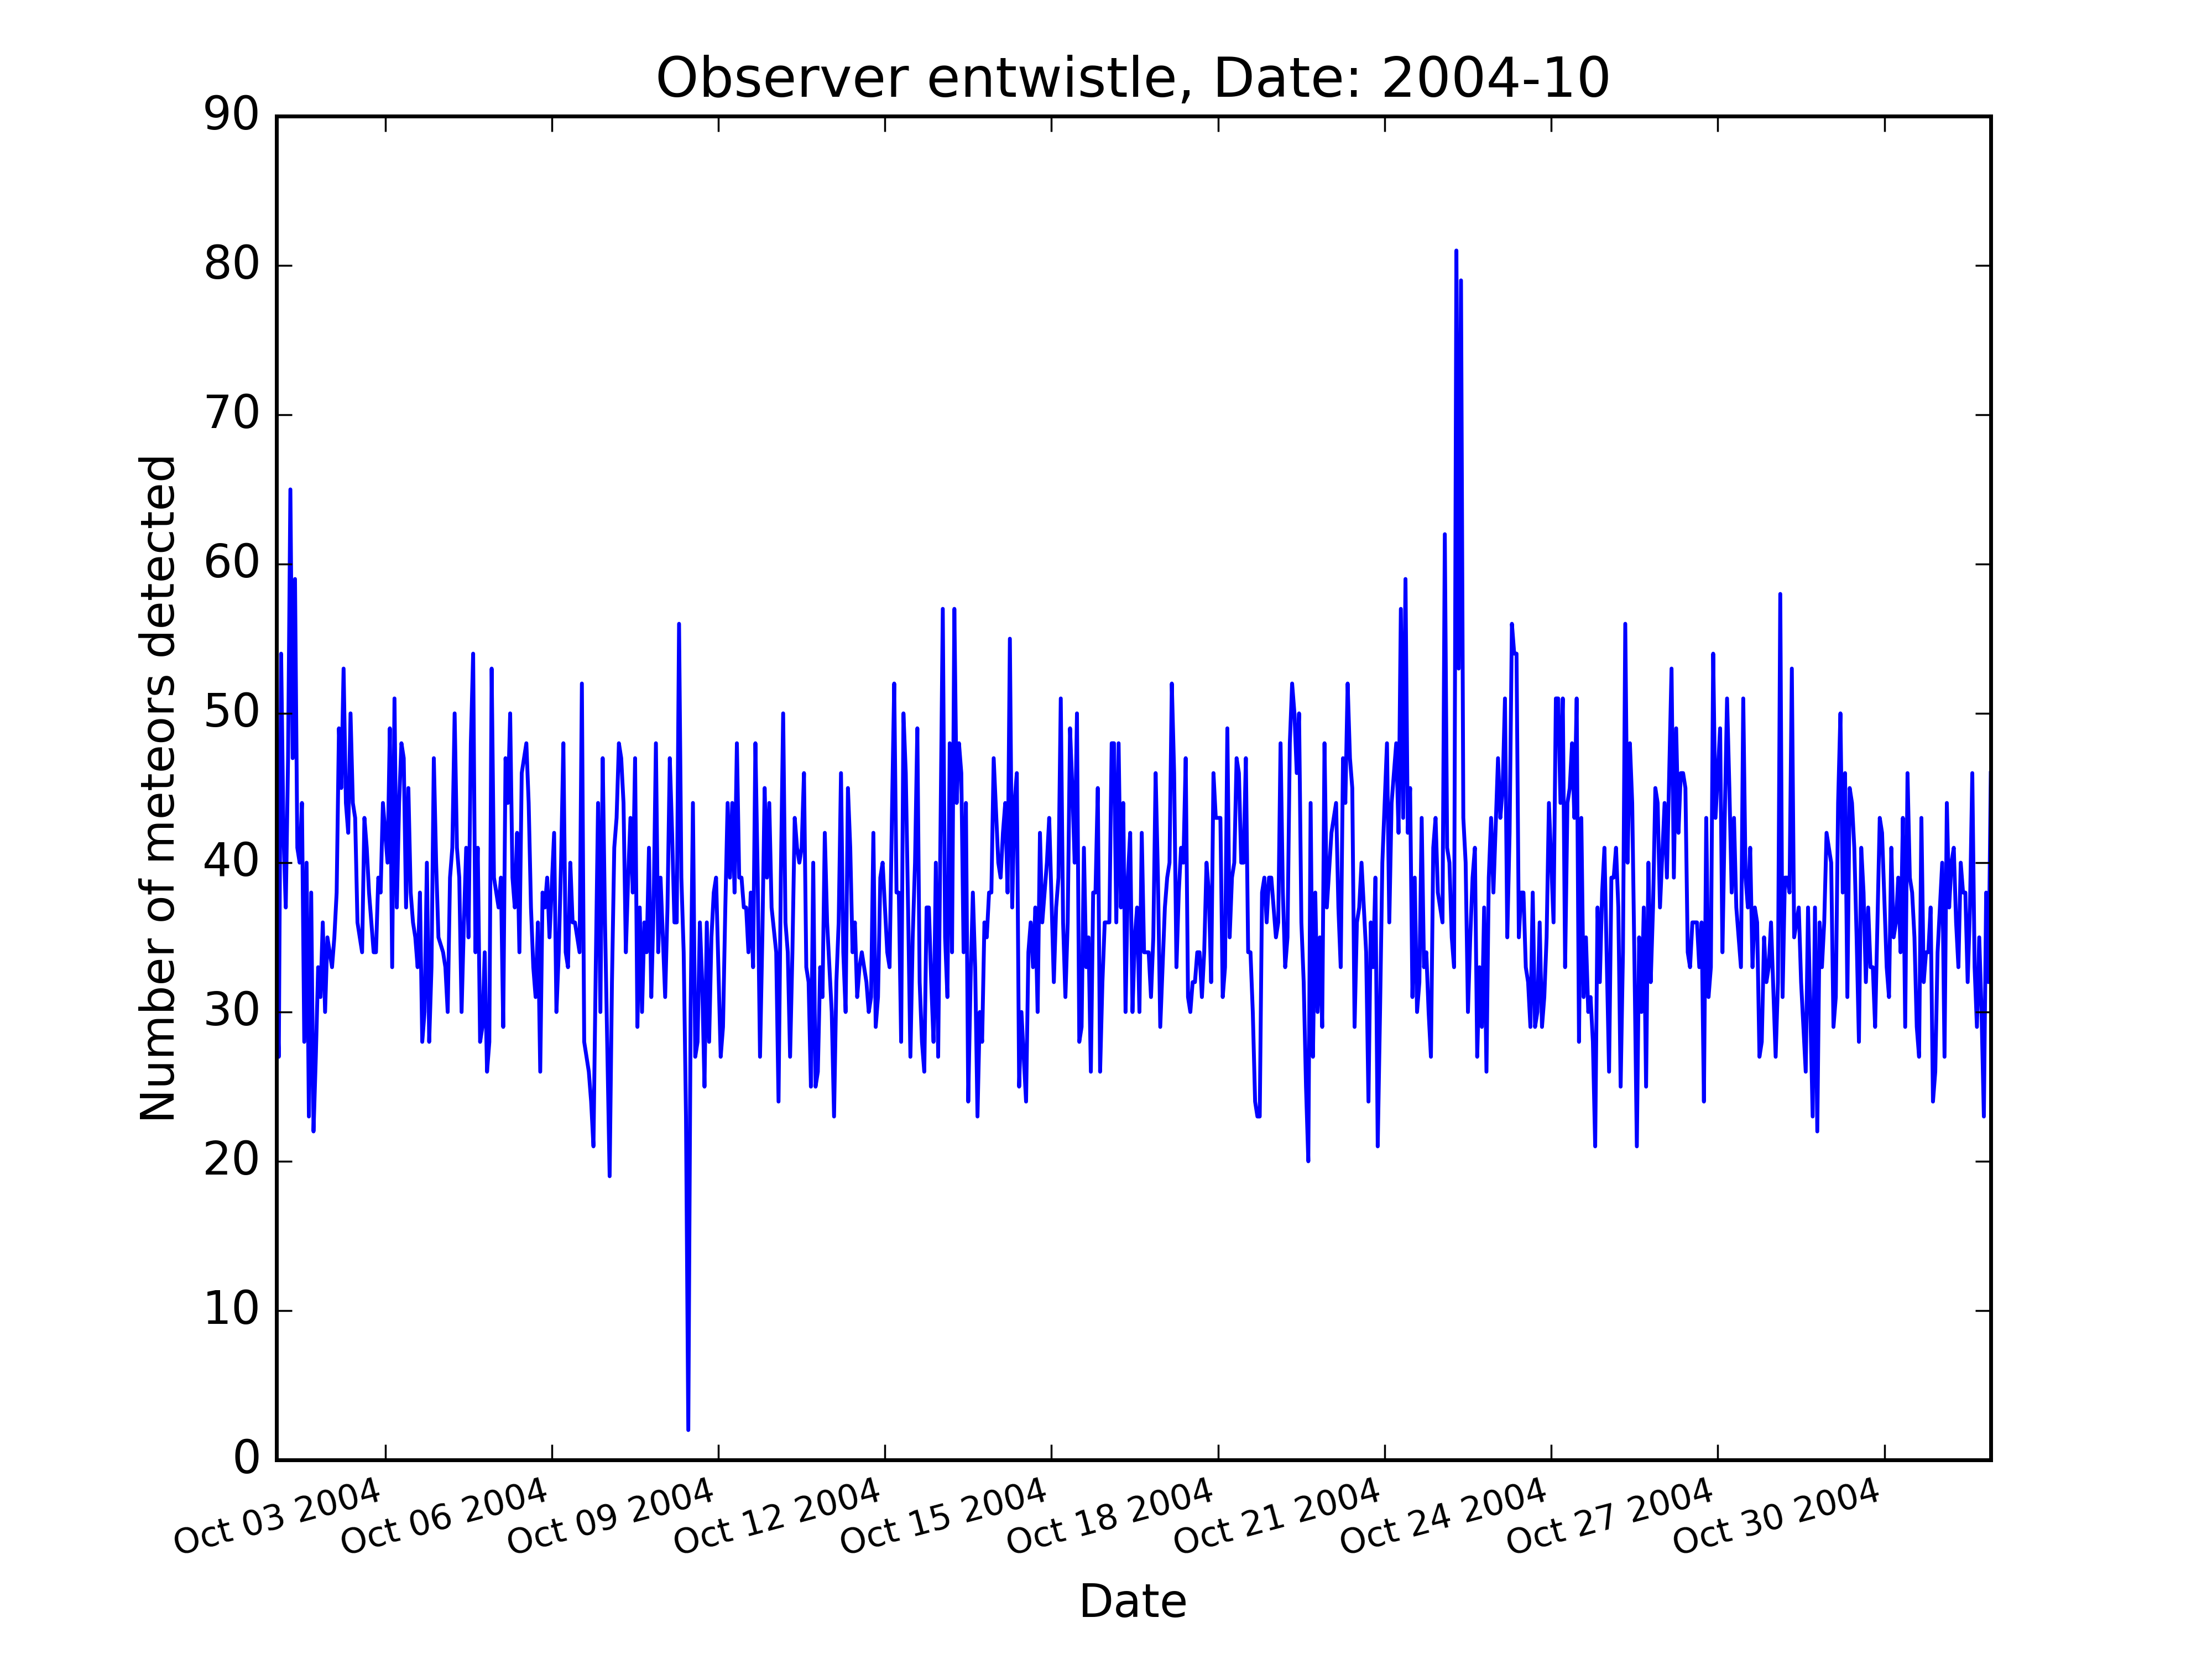 Observer entwistle, Date: 2004-10
90
80
70
60
50
40
30
20
10
0
Number of meteors detected
Oct 03 2004
Oct 06 2004
Oct 09 2004
Oct 12 2004
Oct 15 2004
Oct 18 2004
Oct 21 2004
Oct 24 2004
Oct 27 2004
Oct 30 2004
Date